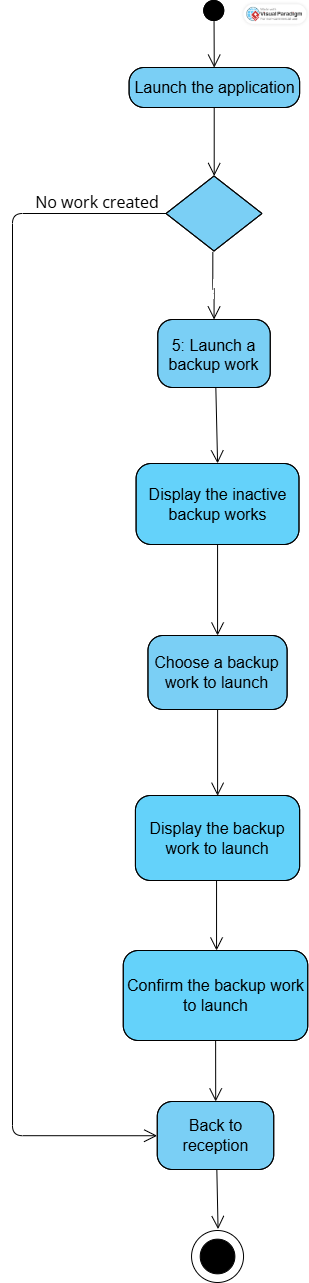 Visual Paradigm
Launch the application
No work created
5: Launch a
backup work
Display the inactive
backup works
Choose a backup
work to launch
Display the backup
work to launch
Confirm the backup work
to launch
Back to
reception